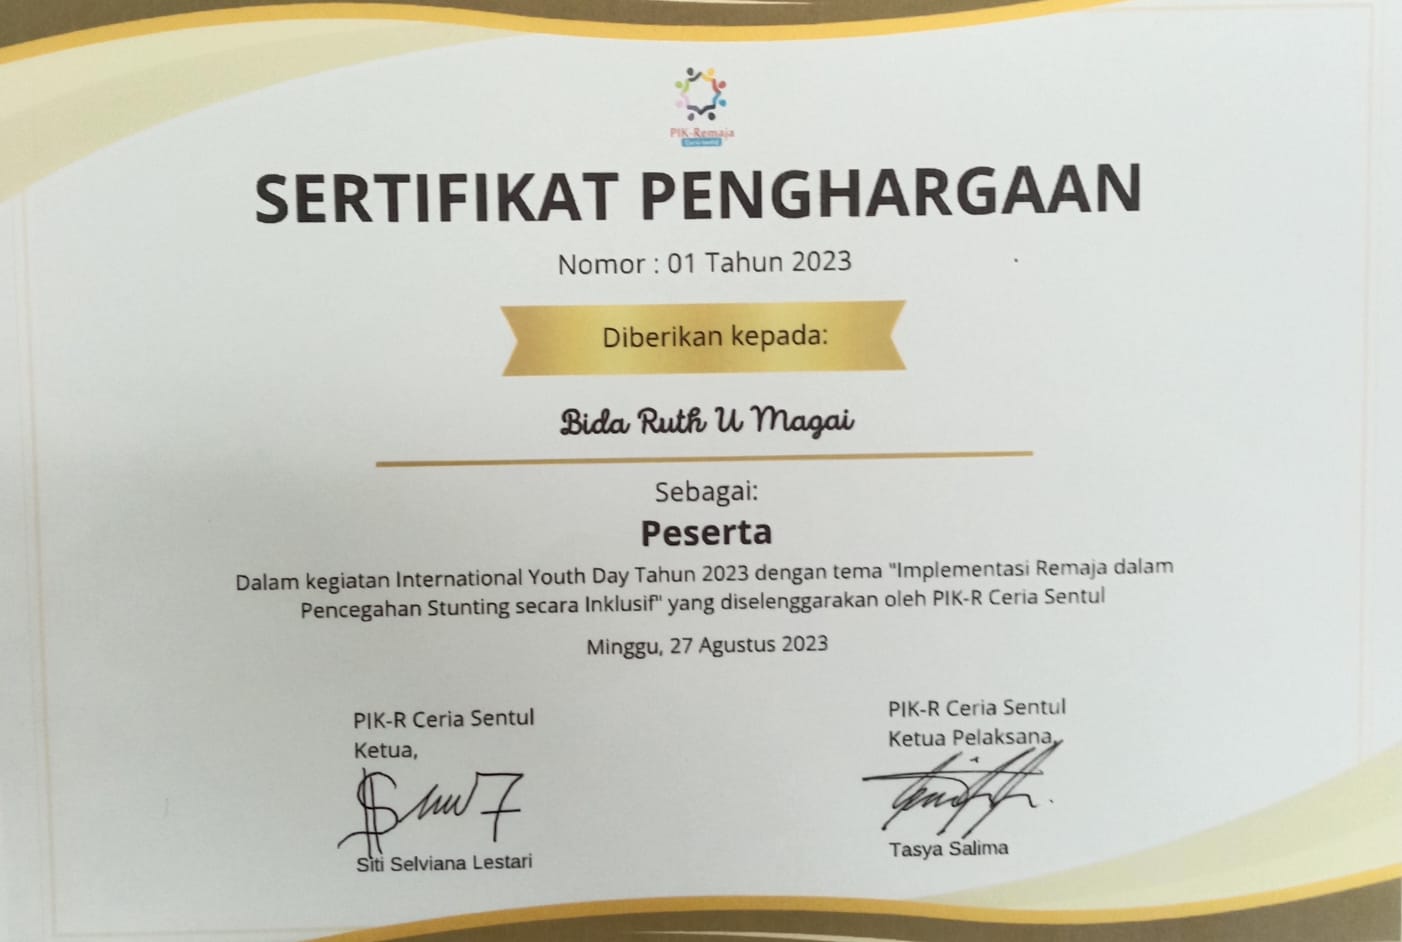 PIK-Remaja
SERTIFIKAT PENGHARGAAN
Nomor : 01 Tahun 2023
Diberikan kepada:
Bida Ruth U Magai
Sebagai:
Peserta
Dalam kegiatan International Youth Day Tahun 2023 dengan tema "Implementasi Remaja dalam
Pencegahan Stunting secara Inklusif" yang diselenggarakan oleh PIK-R Ceria Sentul
Minggu, 27 Agustus 2023
PIK-R Ceria Sentul
Ketua,
Siti Selviana Lestari
PIK-R Ceria Sentul
Ketua Pelaksana,
Tasya Salima